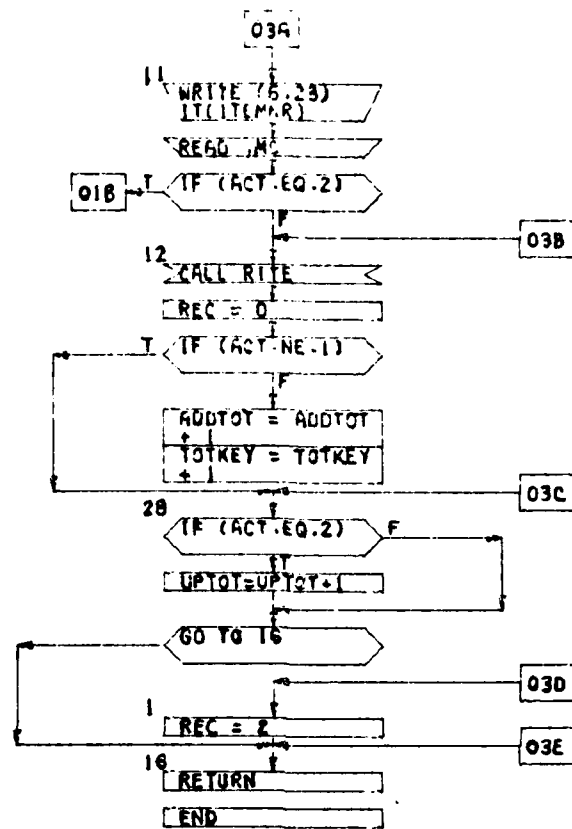 03A
11
WRITE (6,23)
READ
01B
T
IF (ACT.EQ.2)
F
03B
12
CALL RITE
REC = 0
T
IF (ACT.NE.1)
F
ADDTOT = ADDTOT
+ 1
TOTKEY = TOTKEY
+ 1
03C
28
IF (ACT.EQ.2)
F
T
UPTOT=UPTOT+1
GO TO 16
03D
1
REC = 2
03E
16
RETURN
END